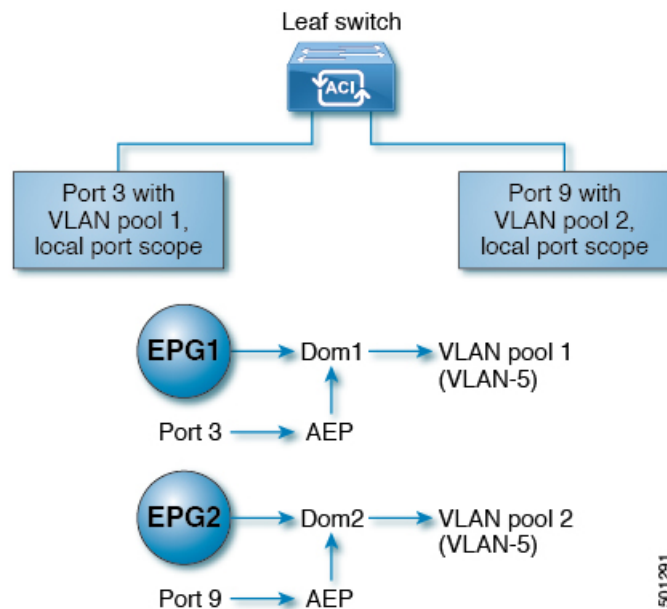 Leaf switch
ACI
Port 3 with
VLAN pool 1,
local port scope
Port 9 with
VLAN pool 2,
local port scope
EPG1
Dom1
VLAN pool 1
(VLAN-5)
Port 3
AEP
EPG2
Dom2
VLAN pool 2
(VLAN-5)
Port 9
AEP
501291